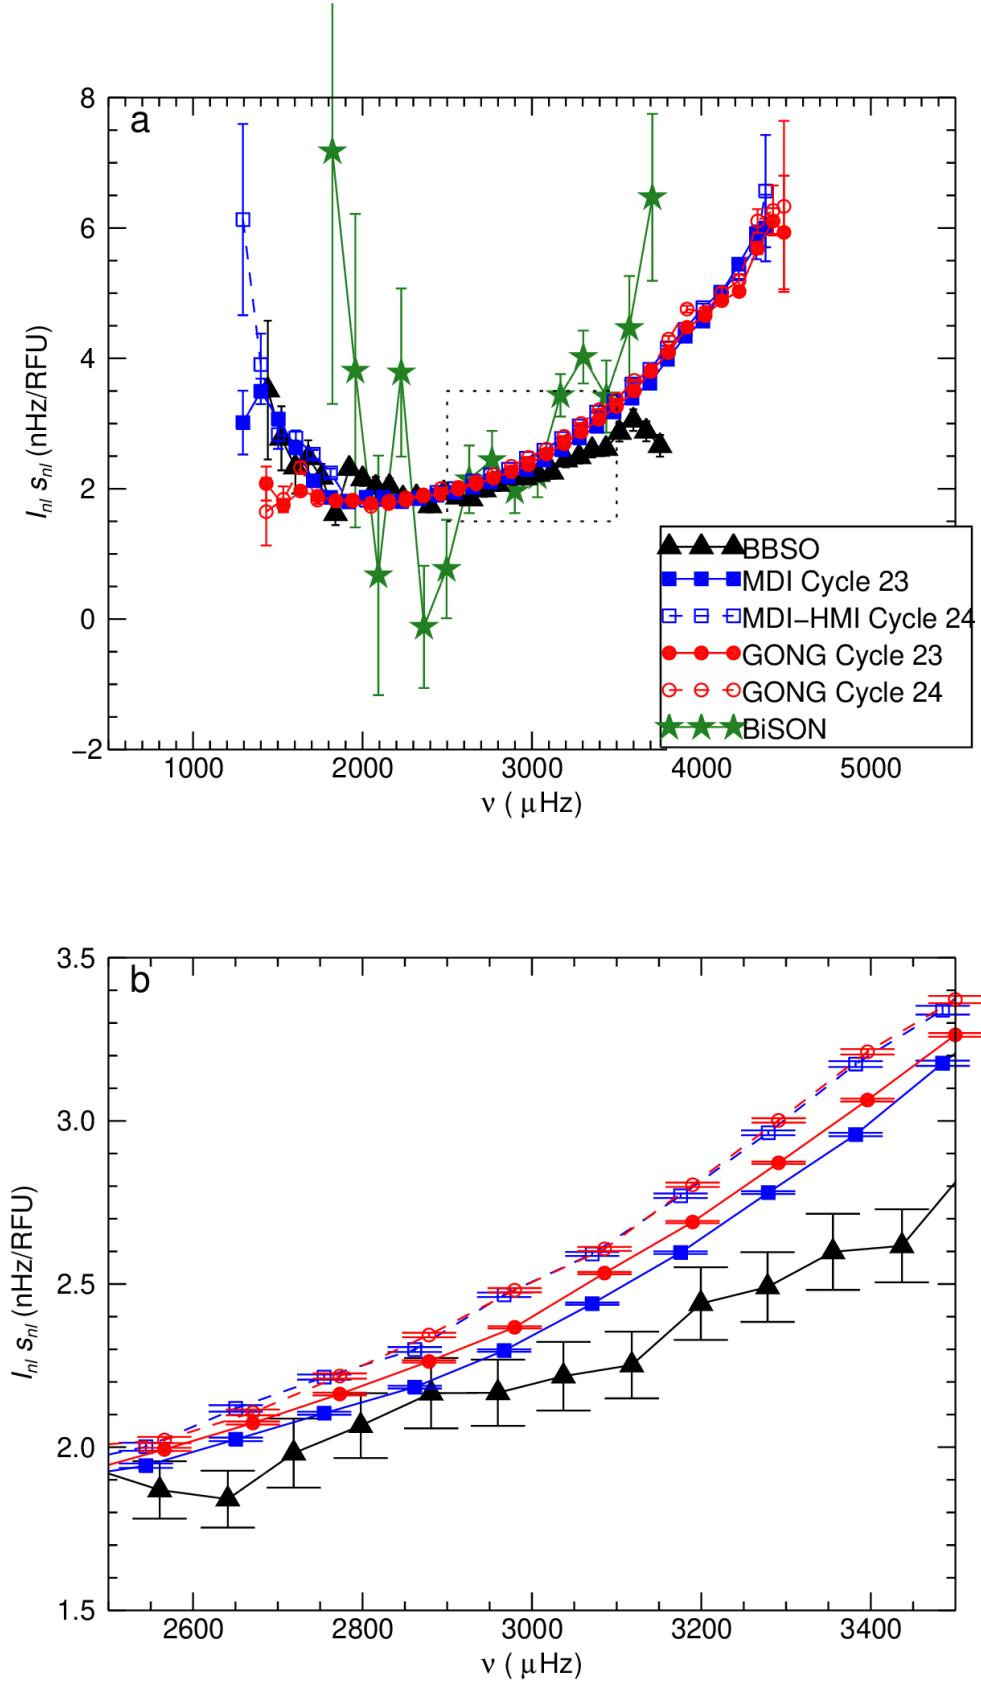 a
8
6
4
2
0
−2
I_nl s_nl (nHz/RFU)
1000 2000 3000 4000 5000
ν ( μHz)
BBSO
MDI Cycle 23
MDI−HMI Cycle 24
GONG Cycle 23
GONG Cycle 24
BiSON
b
3.5
3.0
2.5
2.0
1.5
I_nl s_nl (nHz/RFU)
2600 2800 3000 3200 3400
ν ( μHz)